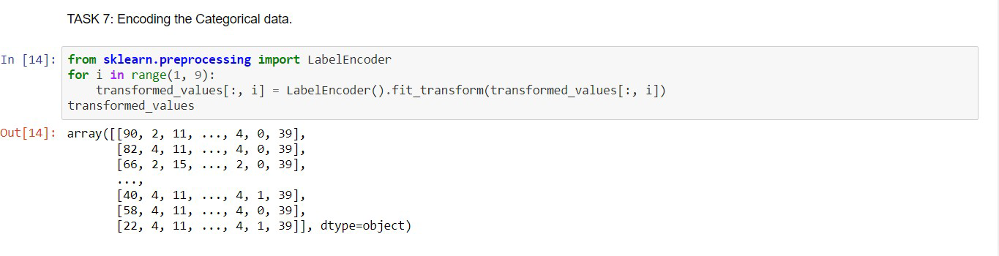 TASK 7: Encoding the Categorical data.
In [14]: from sklearn.preprocessing import LabelEncoder
for i in range(1, 9):
    transformed_values[:, i] = LabelEncoder().fit_transform(transformed_values[:, i])
transformed_values
Out[14]: array([[90, 2, 11, ..., 4, 0, 39],
       [82, 4, 11, ..., 4, 0, 39],
       [66, 2, 15, ..., 2, 0, 39],
       ...,
       [40, 4, 11, ..., 4, 1, 39],
       [58, 4, 11, ..., 4, 0, 39],
       [22, 4, 11, ..., 4, 1, 39]], dtype=object)